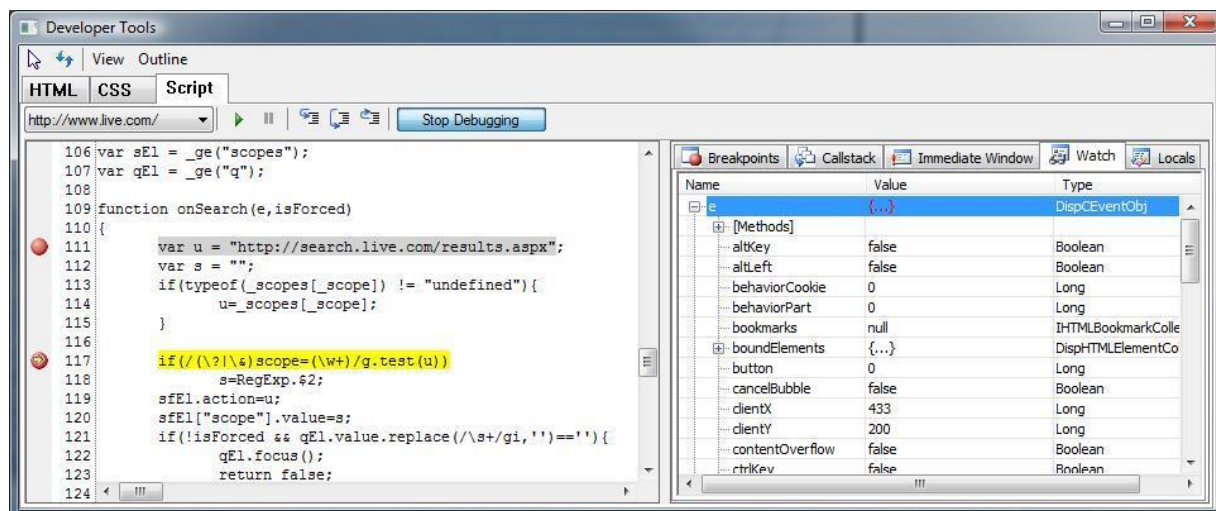 Developer Tools
View Outline
HTML CSS Script
http://www.live.com/ Stop Debugging
106 var sEl = _ge("scopes");
107 var qEl = _ge("q");
108
109 function onSearch(e,isForced)
110 {
111 var u = "http://search.live.com/results.aspx";
112 var s = "";
113 if(typeof(_scopes[_scope]) != "undefined"){
114 u=_scopes[_scope];
115 }
116
117 if(/(\?|\&)scope=(\w+)/g.test(u))
118 s=RegExp.$2;
119 sfEl.action=u;
120 sfEl["scope"].value=s;
121 if(!isForced && qEl.value.replace(/\s+/gi,'')==''){
122 qEl.focus();
123 return false;
124
Breakpoints Callstack Immediate Window Watch Locals
Name Value Type
e {...} DispCEventObj
[Methods]
altKey false Boolean
altLeft false Boolean
behaviorCookie 0 Long
behaviorPart 0 Long
bookmarks null IHTMLBookmarkColle
boundElements {...} DispHTMLElementCo
button 0 Long
cancelBubble false Boolean
clientX 433 Long
clientY 200 Long
contentOverflow false Boolean
ctrlKey false Boolean